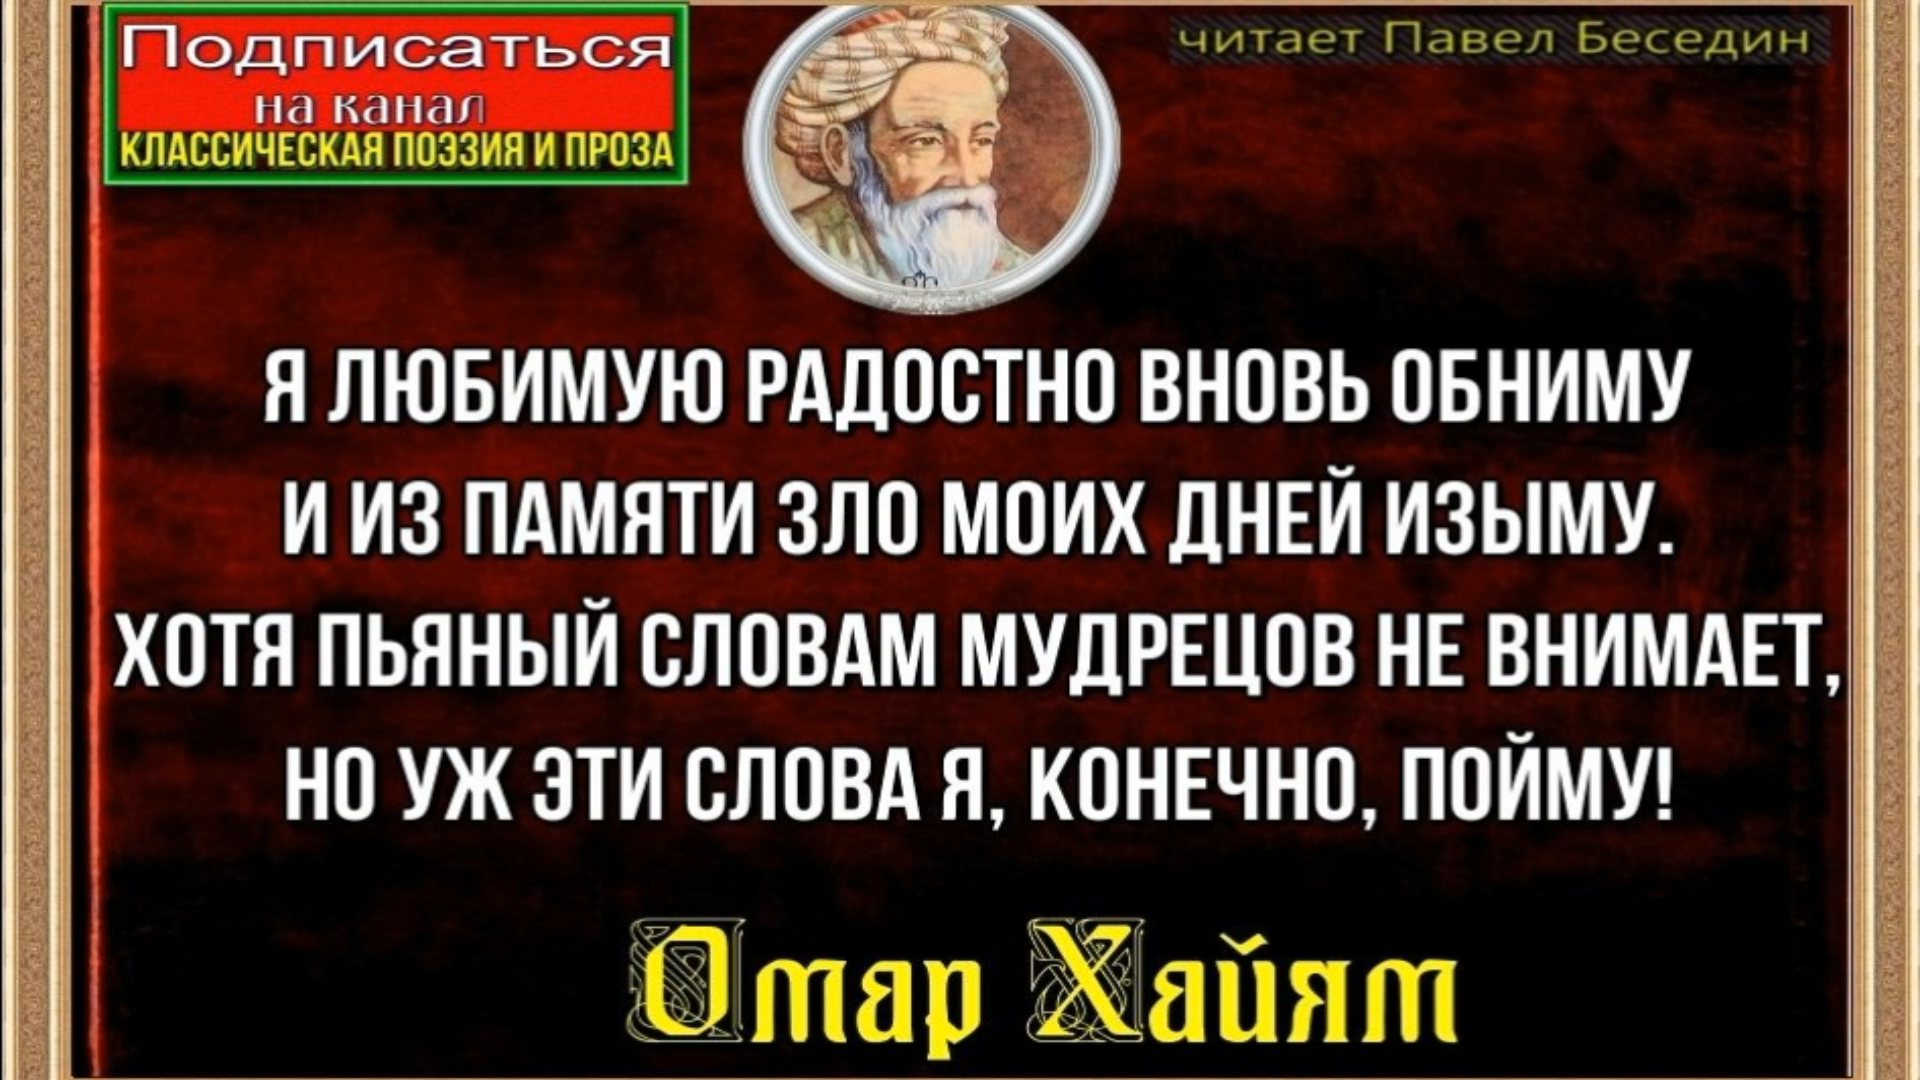 Подписаться
на канал
КЛАССИЧЕСКАЯ ПОЭЗИЯ И ПРОЗА
читает Павел Беседин
Я ЛЮБИМУЮ РАДОСТНО ВНОВЬ ОБНИМУ
И ИЗ ПАМЯТИ ЗЛО МОИХ ДНЕЙ ИЗЫМУ.
ХОТЯ ПЬЯНЫЙ СЛОВАМ МУДРЕЦОВ НЕ ВНИМАЕТ,
НО УЖ ЭТИ СЛОВА Я, КОНЕЧНО, ПОЙМУ!
Омар Хайям